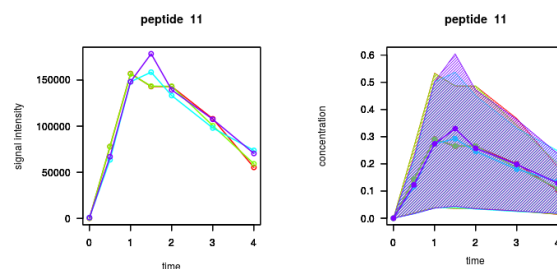 peptide 11
signal intensity
150000
100000
50000
0
0 1 2 3 4
time
peptide 11
concentration
0.6
0.5
0.4
0.3
0.2
0.1
0.0
0 1 2 3 4
time